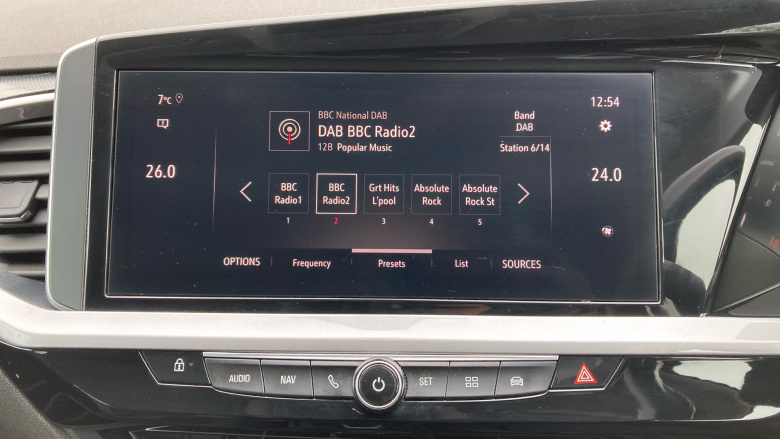 7°C
12:54
BBC National DAB
DAB BBC Radio2
12B Popular Music
Band
DAB
Station 6/14
26.0
24.0
BBC
Radio1
BBC
Radio2
Grt Hits
L'pool
Absolute
Rock
Absolute
Rock St
1
2
3
4
5
OPTIONS
Frequency
Presets
List
SOURCES
AUDIO
NAV
SET